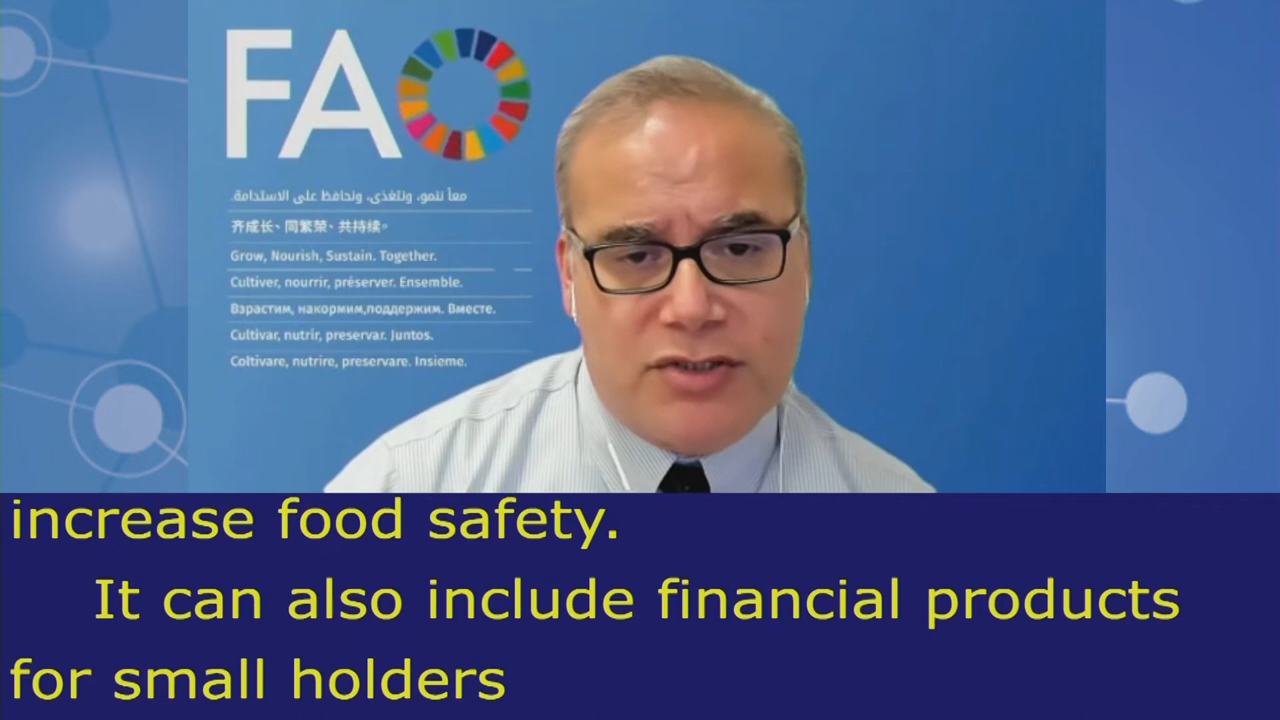 FAO
معاً ننمو، ونتغذى، ونحافظ على الاستدامة.
齐成长、同繁荣、共持续。
Grow, Nourish, Sustain. Together.
Cultiver, nourrir, préserver. Ensemble.
Взрастим, накормим,поддержим. Вместе.
Cultivar, nutrir, preservar. Juntos.
Coltivare, nutrire, preservare. Insieme.
increase food safety.
It can also include financial products
for small holders